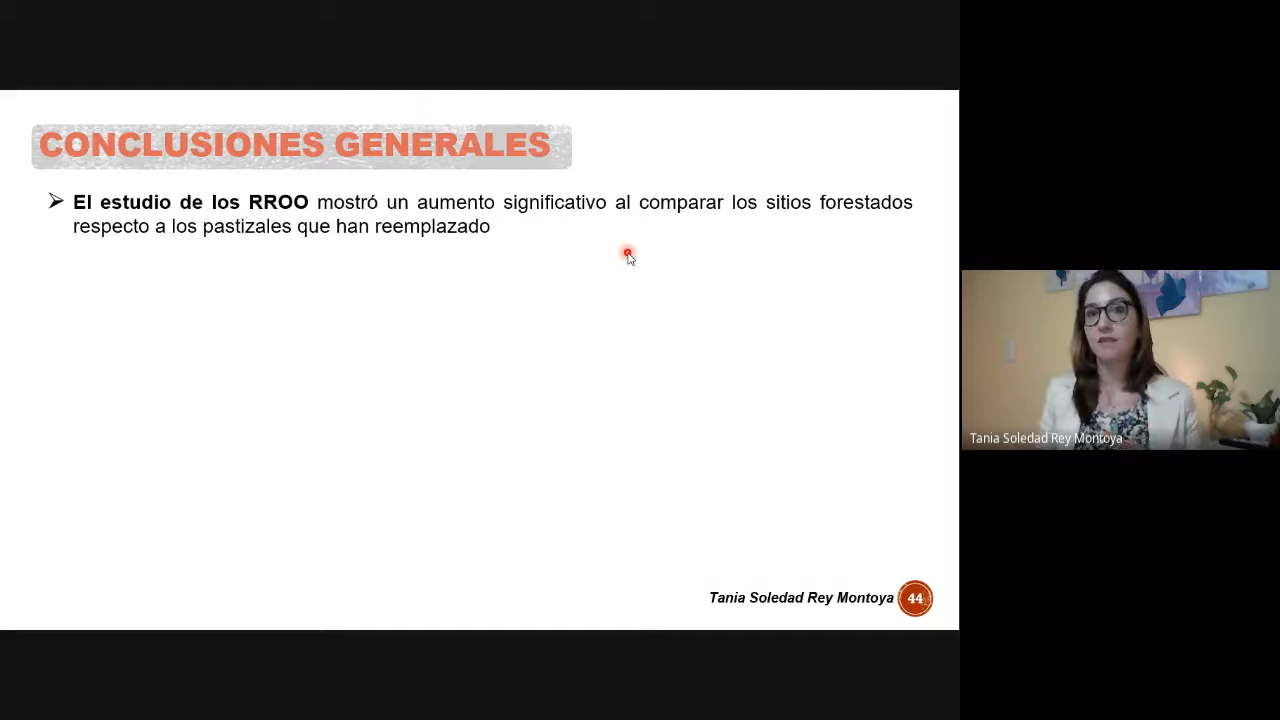 CONCLUSIONES GENERALES
➢ El estudio de los RROO mostró un aumento significativo al comparar los sitios forestados
respecto a los pastizales que han reemplazado
Tania Soledad Rey Montoya
Tania Soledad Rey Montoya 44